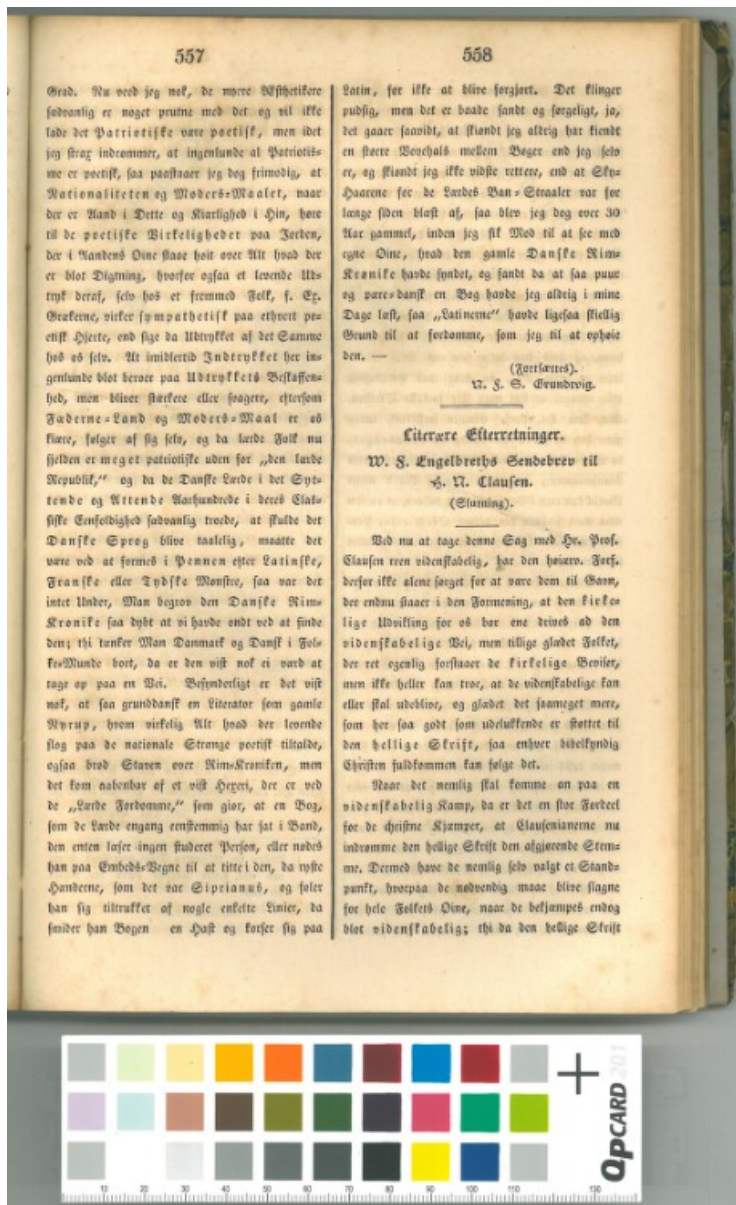 557
Grad. Nu veed jeg nok, de nyere Æsthetikere
sædvanlig er noget prutne med det og vil ikke
lade det Patriotiske være poetisk, men idet
jeg strax indrømmer, at ingenlunde al Patriotis-
me er poetisk, saa paastaaer jeg dog frimodig, at
Nationaliteten og Moders-Maalet, naar
der er Aand i Dette og Kiærlighed i Hin, høre
til de poetiske Virkeligheder paa Jorden,
der i Aandens Øine staae høit over Alt hvad der
er blot Digtning, hvorfor ogsaa et levende Ud-
tryk deraf, selv hos et fremmed Folk, f. Ex.
Grækerne, virker sympathetisk paa ethvert po-
etisk Hjerte, end sige da Udtrykket af det Samme
hos os selv. At imidlertid Indtrykket her in-
genlunde blot beroer paa Udtrykkets Beskaffen-
hed, men bliver stærkere eller svagere, eftersom
Fæderne-Land og Moders-Maal er os
kiære, følger af sig selv, og da lærde Folk nu
sjelden er meget patriotiske uden for „den lærde
Republik,“ og da de Danske Lærde i det Syt-
tende og Attende Aarhundrede i deres Clas-
siske Eenfoldighed sædvanlig troede, at skulde det
Danske Sprog blive taalelig, maatte det
være ved at formes i Pennen efter Latinske,
Franske eller Tydske Mønstre, saa var det
intet Under, Man begrov den Danske Rim-
Kronike saa dybt at vi havde ondt ved at finde
den; thi tænker Man Danmark og Dansk i Fol-
ke-Munde bort, da er den vist nok ei værd at
tage op paa en Vei. Besynderligt er det vist
nok, at saa grunddansk en Literator som gamle
Nyrup, hvem virkelig Alt hvad der levende
slog paa de nationale Strænge poetisk tiltalde,
ogsaa brød Staven over Rim-Kroniken, men
det kom aabenbar af et vist Hexeri, der er ved
de „Lærde Fordomme,“ som giør, at en Bog,
som de Lærde engang eenstemmig har sat i Band,
den enten læser ingen studeret Person, eller nødes
han paa Embeds-Vegne til at titte i den, da ryste
Hænderne, som det var Siprianus, og føler
han sig tiltrukket af nogle enkelte Linier, da
smider han Bogen en Hast og korser sig paa
558
Latin, for ikke at blive forgjort. Det klinger
pudsig, men det er baade sandt og sørgeligt, ja,
det gaaer saavidt, at skiøndt jeg aldrig har kiendt
en større Vovehals mellem Bøger end jeg selv
er, og skiøndt jeg ikke vidste rettere, end at Sky-
Haarene for de Lærdes Ban-Straaler var for
længe siden blæst af, saa blev jeg dog over 30
Aar gammel, inden jeg fik Mod til at see med
egne Øine, hvad den gamle Danske Rim-
Kronike havde syndet, og sandt da at saa puur
og pære-dansk en Bog havde jeg aldrig i mine
Dage læst, saa „Latinerne“ havde ligesaa skiellig
Grund til at fordømme, som jeg til at ophøie
den. —
(Fortsættes).
N. F. S. Grundtvig.
Literære Efterretninger.
W. F. Engelbreths Sendebrev til
H. N. Clausen.
(Slutning).
Ved nu at tage denne Sag med Hr. Prof.
Clausen reen videnskabelig, har den høiærv. Forf.
derfor ikke alene sørget for at være dem til Gavn,
der endnu staaer i den Formening, at den kirke-
lige Udvikling for os bør ene drives ad den
videnskabelige Vei, men tillige glædet Folket,
der ret egenlig forstaaer de kirkelige Beviser,
men ikke heller kan troe, at de videnskabelige kan
eller skal udeblive, og glædet det saameget mere,
som her saa godt som udelukkende er støttet til
den hellige Skrift, saa enhver bibelkyndig
Christen fuldkommen kan følge det.
Naar det nemlig skal komme an paa en
videnskabelig Kamp, da er det en stor Fordeel
for de christne Kjæmper, at Clausenianerne nu
indrømme den hellige Skrift den afgjørende Stem-
me. Dermed have de nemlig selv valgt et Stand-
punkt, hvorpaa de nødvendig maae blive slagne
for hele Folkets Øine, naar de bekjæmpes endog
blot videnskabelig; thi da den hellige Skrift
QPCARD 201
10 20 30 40 50 60 70 80 90 100 110 130